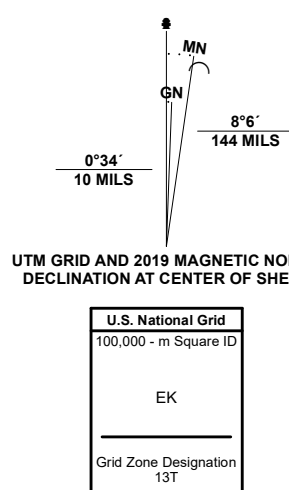 MN
GN
8°6´
144 MILS
0°34´
10 MILS
UTM GRID AND 2019 MAGNETIC NO
DECLINATION AT CENTER OF SHE
U.S. National Grid
100,000 - m Square ID
EK
Grid Zone Designation
13T